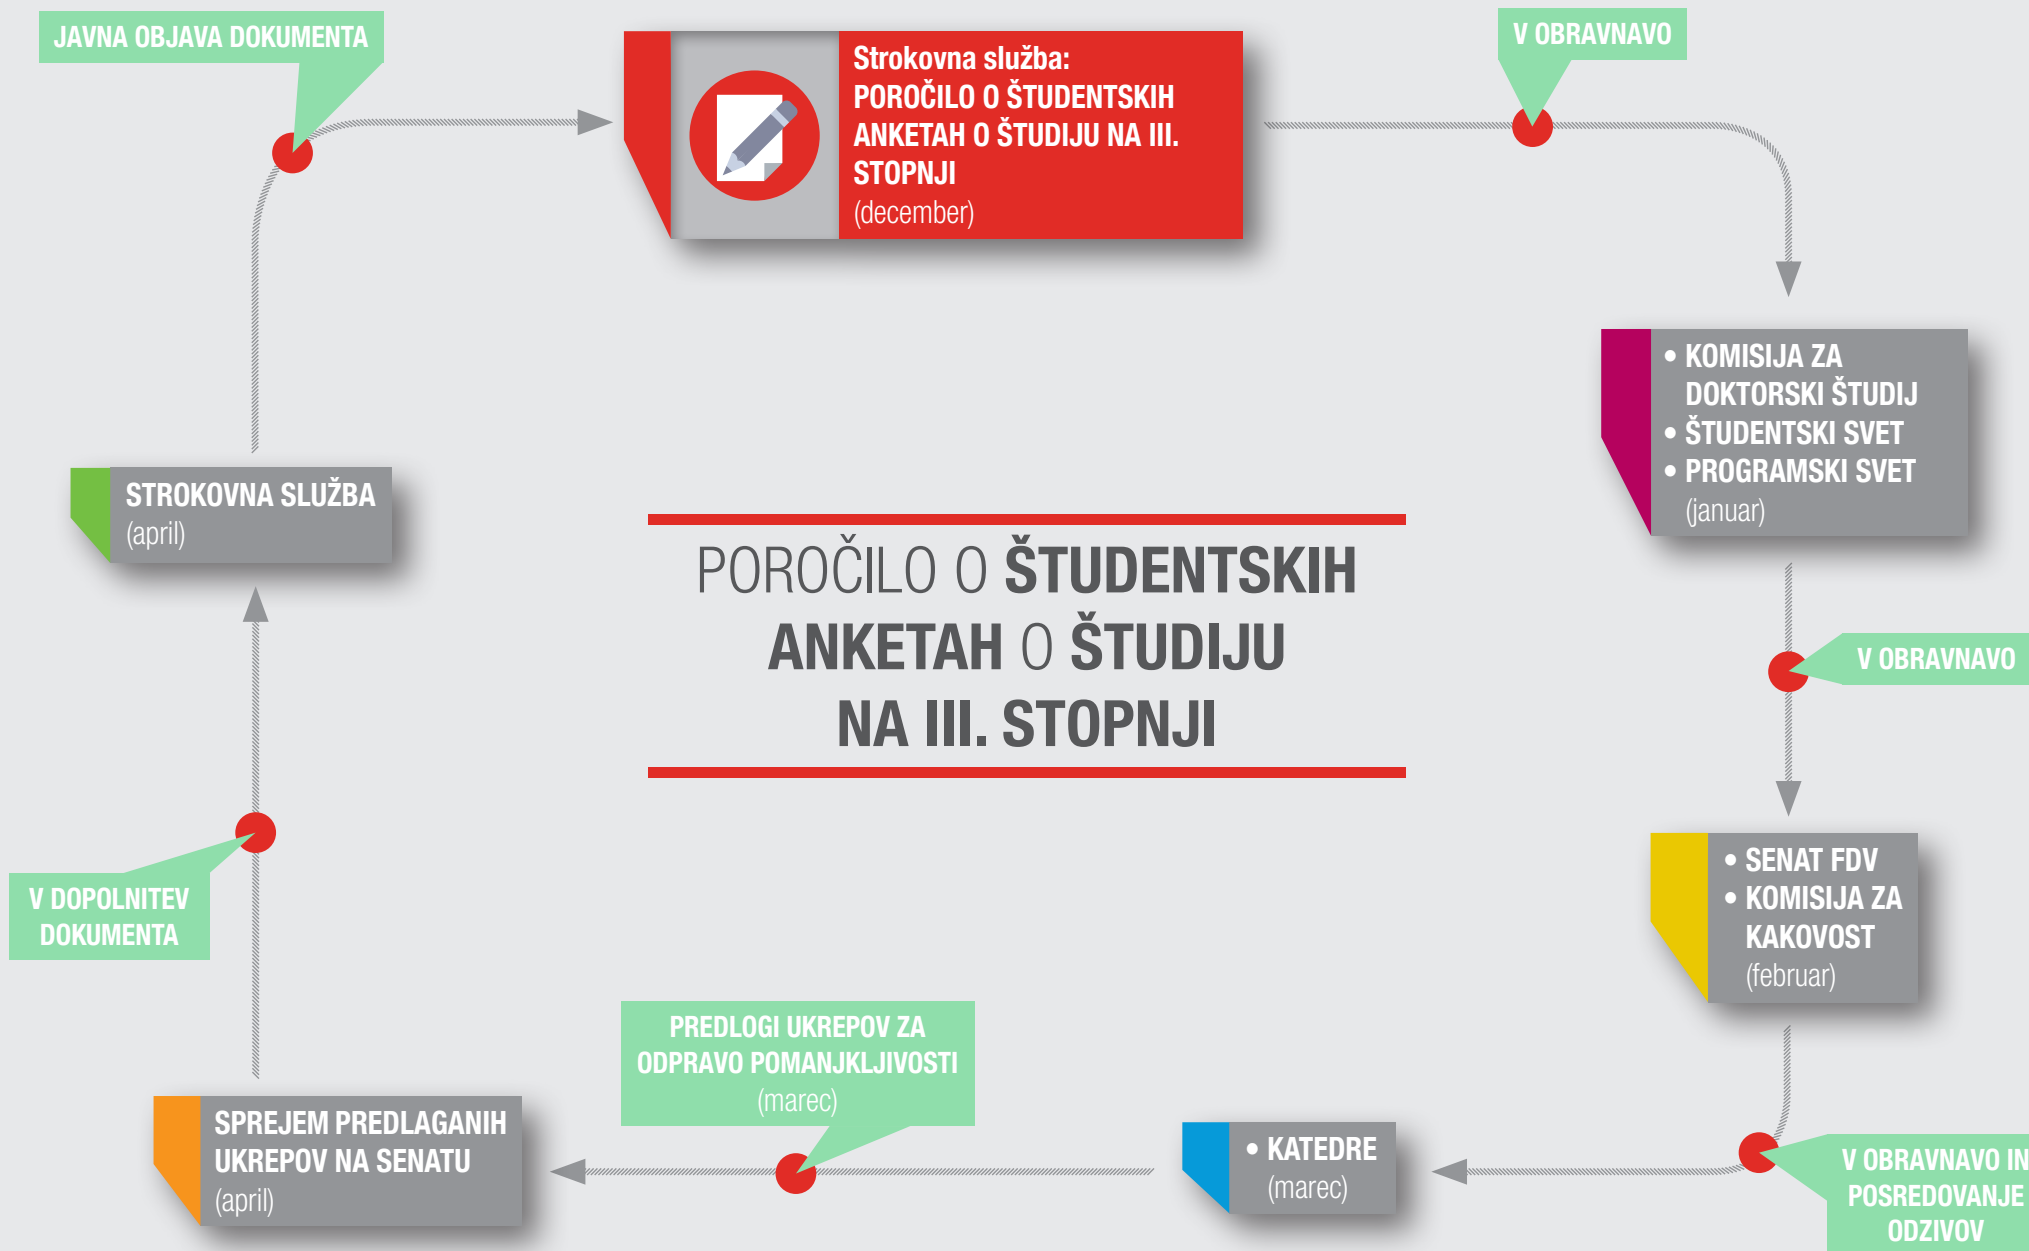 JAVNA OBJAVA DOKUMENTA
Strokovna služba:
POROČILO O ŠTUDENTSKIH
ANKETAH O ŠTUDIJU NA III.
STOPNJI
(december)
V OBRAVNAVO
• KOMISIJA ZA
DOKTORSKI ŠTUDIJ
• ŠTUDENTSKI SVET
• PROGRAMSKI SVET
(januar)
V OBRAVNAVO
• SENAT FDV
• KOMISIJA ZA
KAKOVOST
(februar)
V OBRAVNAVO IN
POSREDOVANJE
ODZIVOV
• KATEDRE
(marec)
PREDLOGI UKREPOV ZA
ODPRAVO POMANJKLJIVOSTI
(marec)
SPREJEM PREDLAGANIH
UKREPOV NA SENATU
(april)
V DOPOLNITEV
DOKUMENTA
STROKOVNA SLUŽBA
(april)
POROČILO O ŠTUDENTSKIH
ANKETAH O ŠTUDIJU
NA III. STOPNJI